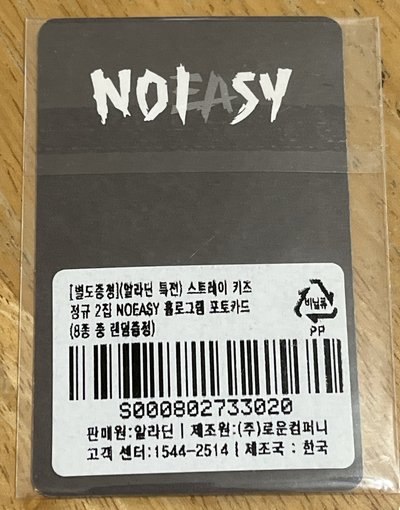 NOEASY
[별도증정](알라딘 특전) 스트레이 키즈
정규 2집 NOEASY 홀로그램 포토카드
(8종 중 랜덤증정)
비닐류
PP
S000802733020
판매원:알라딘 | 제조원:(주)로운컴퍼니
고객 센터:1544-2514 | 제조국 : 한국